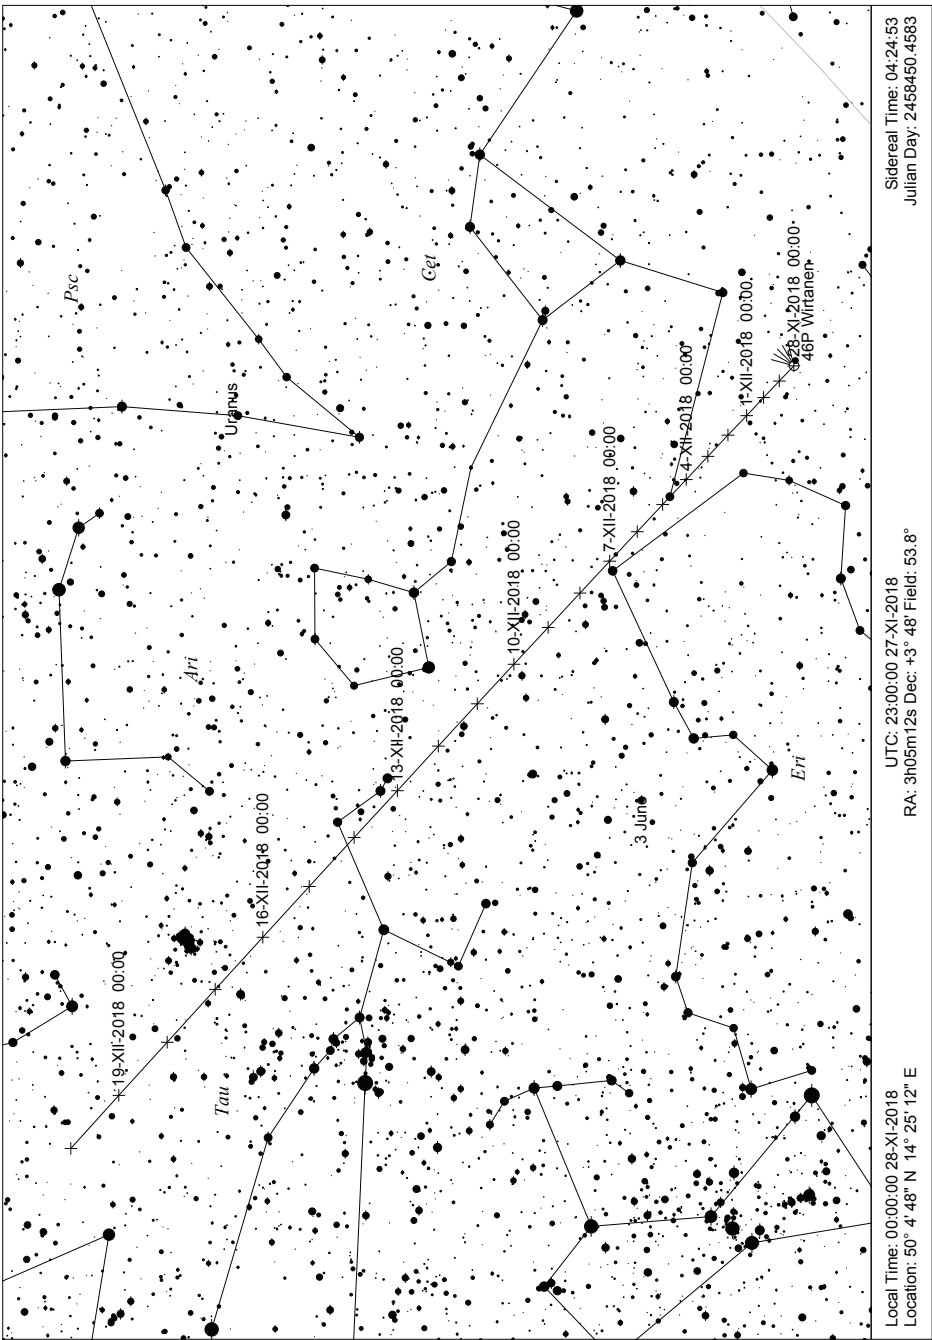 Psc
Cet
Uranus
Ari
Tau
Eri
3 Juno
28-XI-2018 00:00
46P Wirtanen
1-XII-2018 00:00
4-XII-2018 00:00
7-XII-2018 00:00
10-XII-2018 00:00
13-XII-2018 00:00
16-XII-2018 00:00
19-XII-2018 00:00
Local Time: 00:00:00 28-XI-2018
UTC: 23:00:00 27-XI-2018
Sidereal Time: 04:24:53
Location: 50° 4' 48" N 14° 25' 12" E
RA: 3h05m12s Dec: +3° 48' Field: 53.8°
Julian Day: 2458450.4583